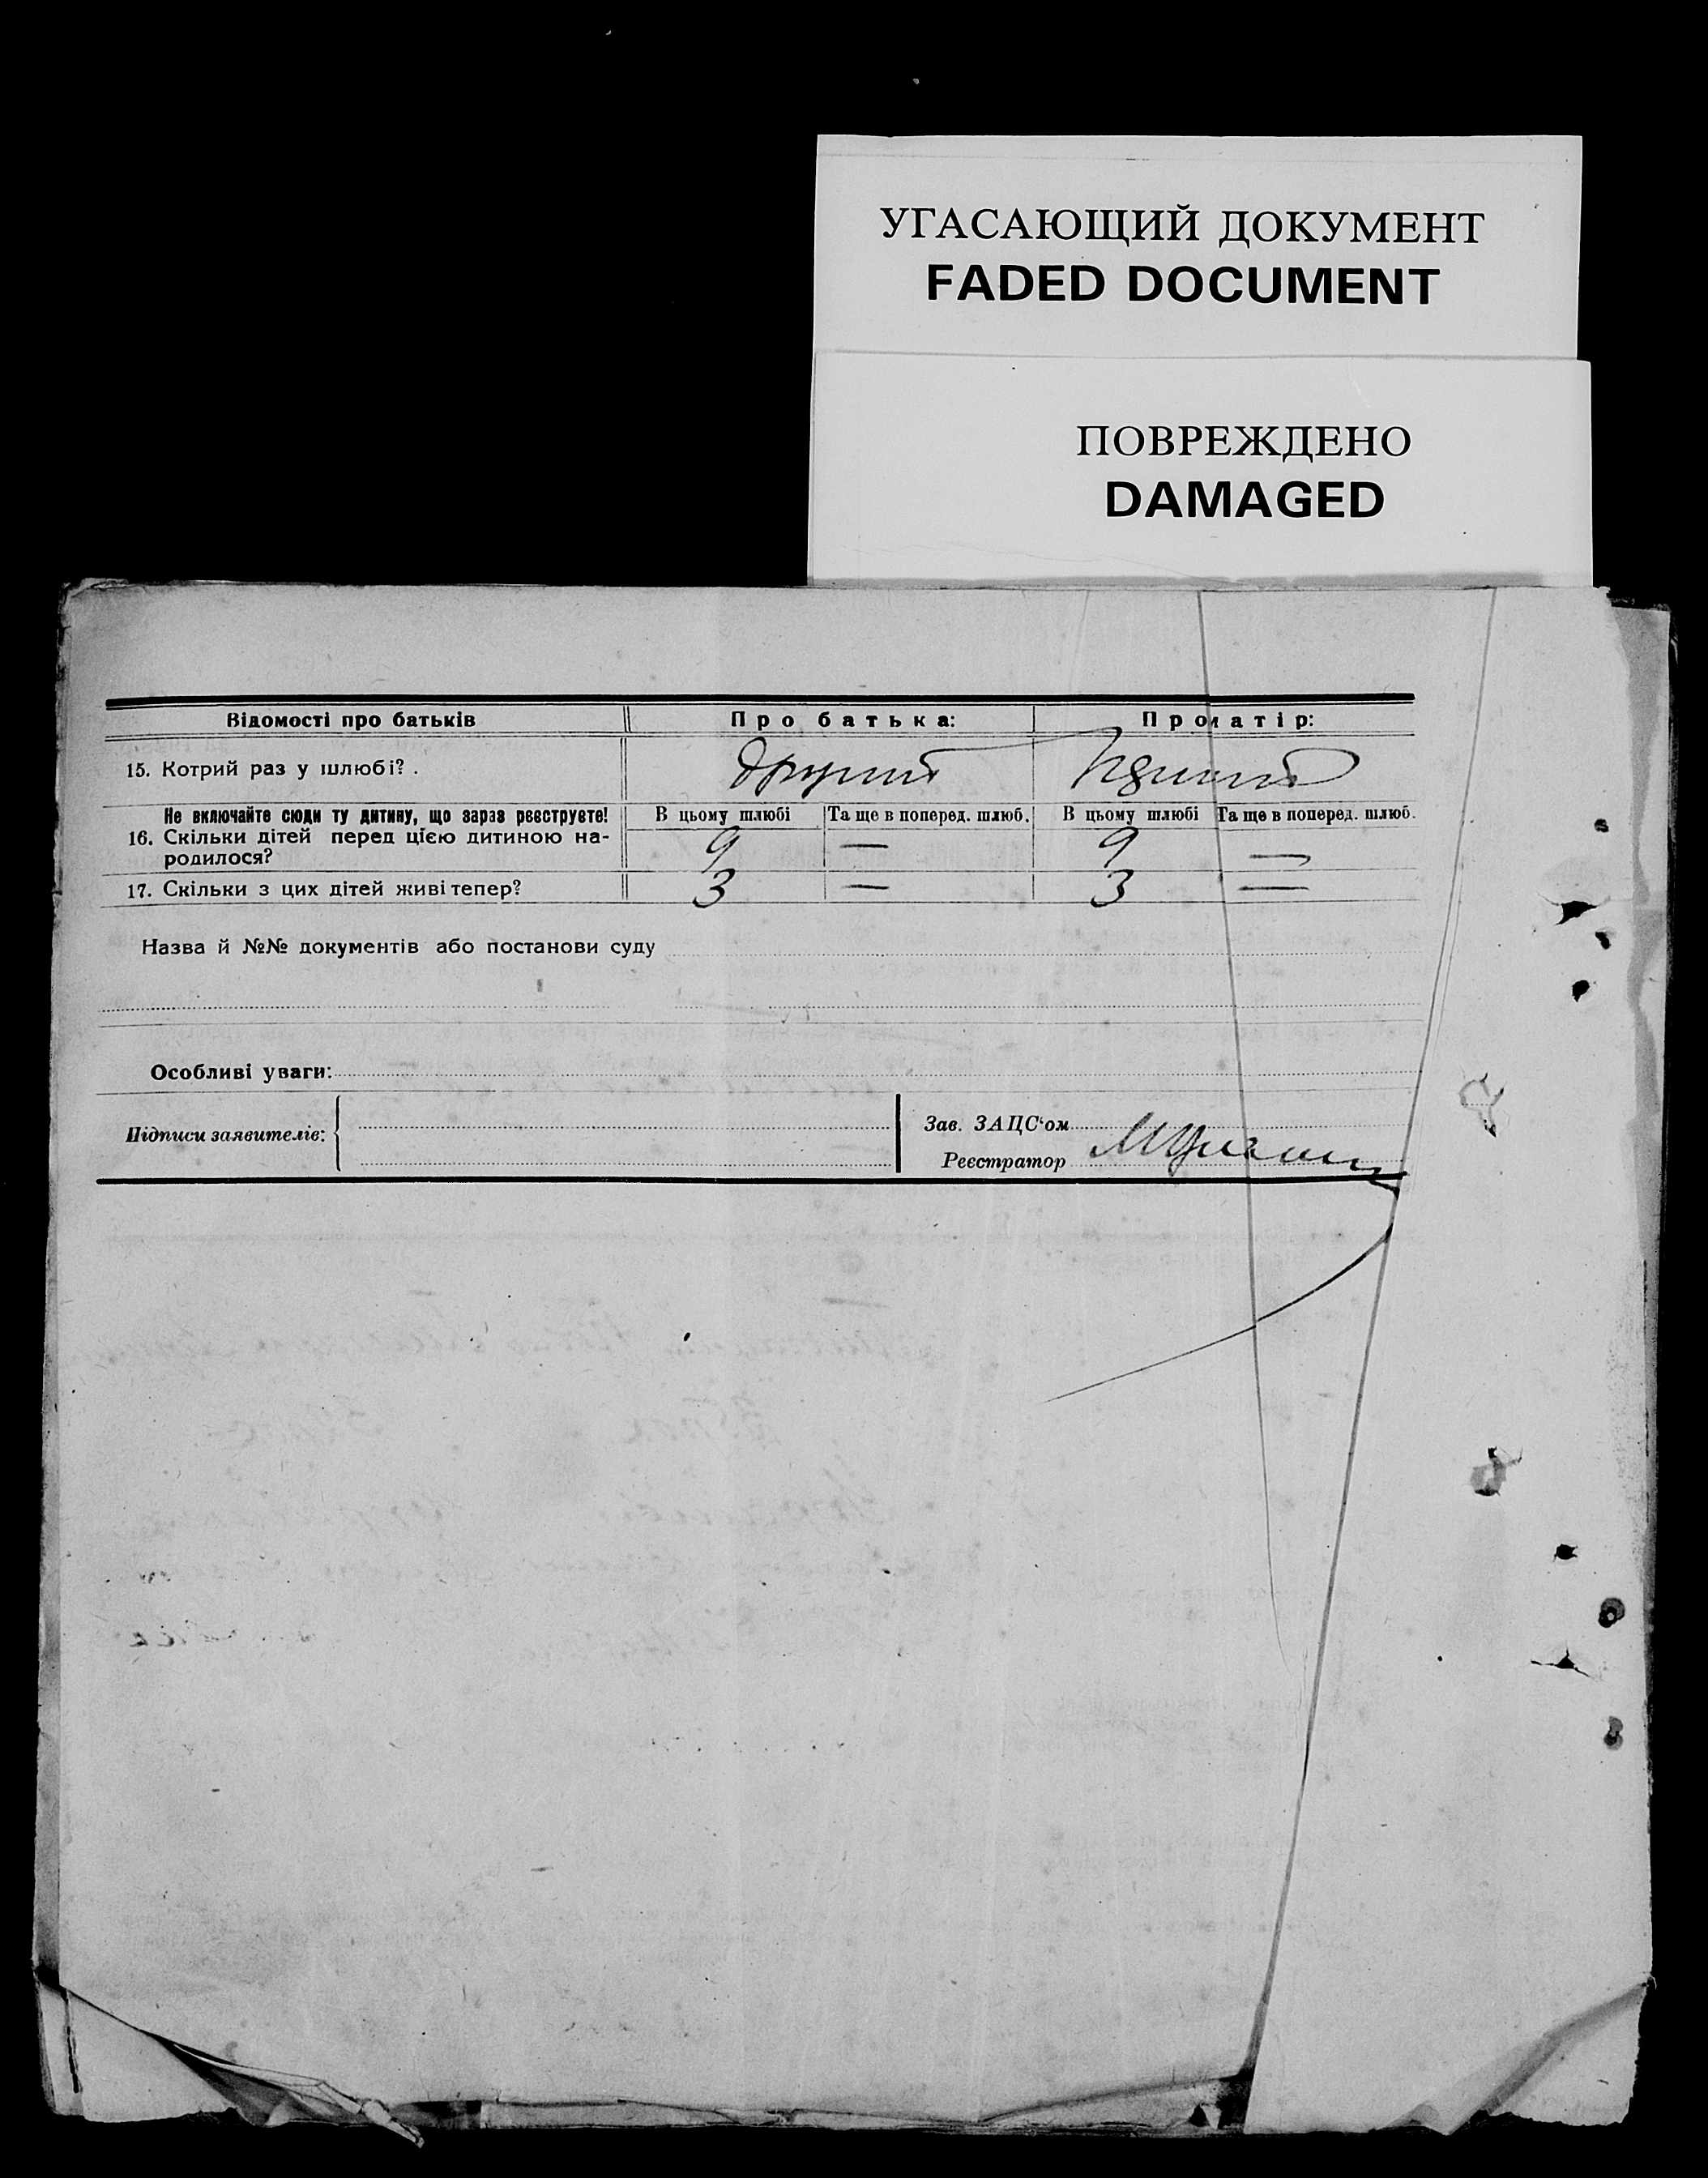 УГАСАЮЩИЙ ДОКУМЕНТ
FADED DOCUMENT
ПОВРЕЖДЕНО
DAMAGED
Відомості про батьків Про батька: Про матір:
15. Котрий раз у шлюбі? . другий
Не включайте сюди ту дитину, що зараз реєструєте! В цьому шлюбі Та ще в поперед. шлюб. В цьому шлюбі Та ще в поперед. шлюб.
16. Скільки дітей перед цією дитиною на- 9 — 9 —
родилося?
17. Скільки з цих дітей живі тепер? 3 — 3 —
Назва й №№ документів або постанови суду
Особливі уваги:
Підписи заявителів:
Зав. ЗАЦС‘ом
Реєстратор